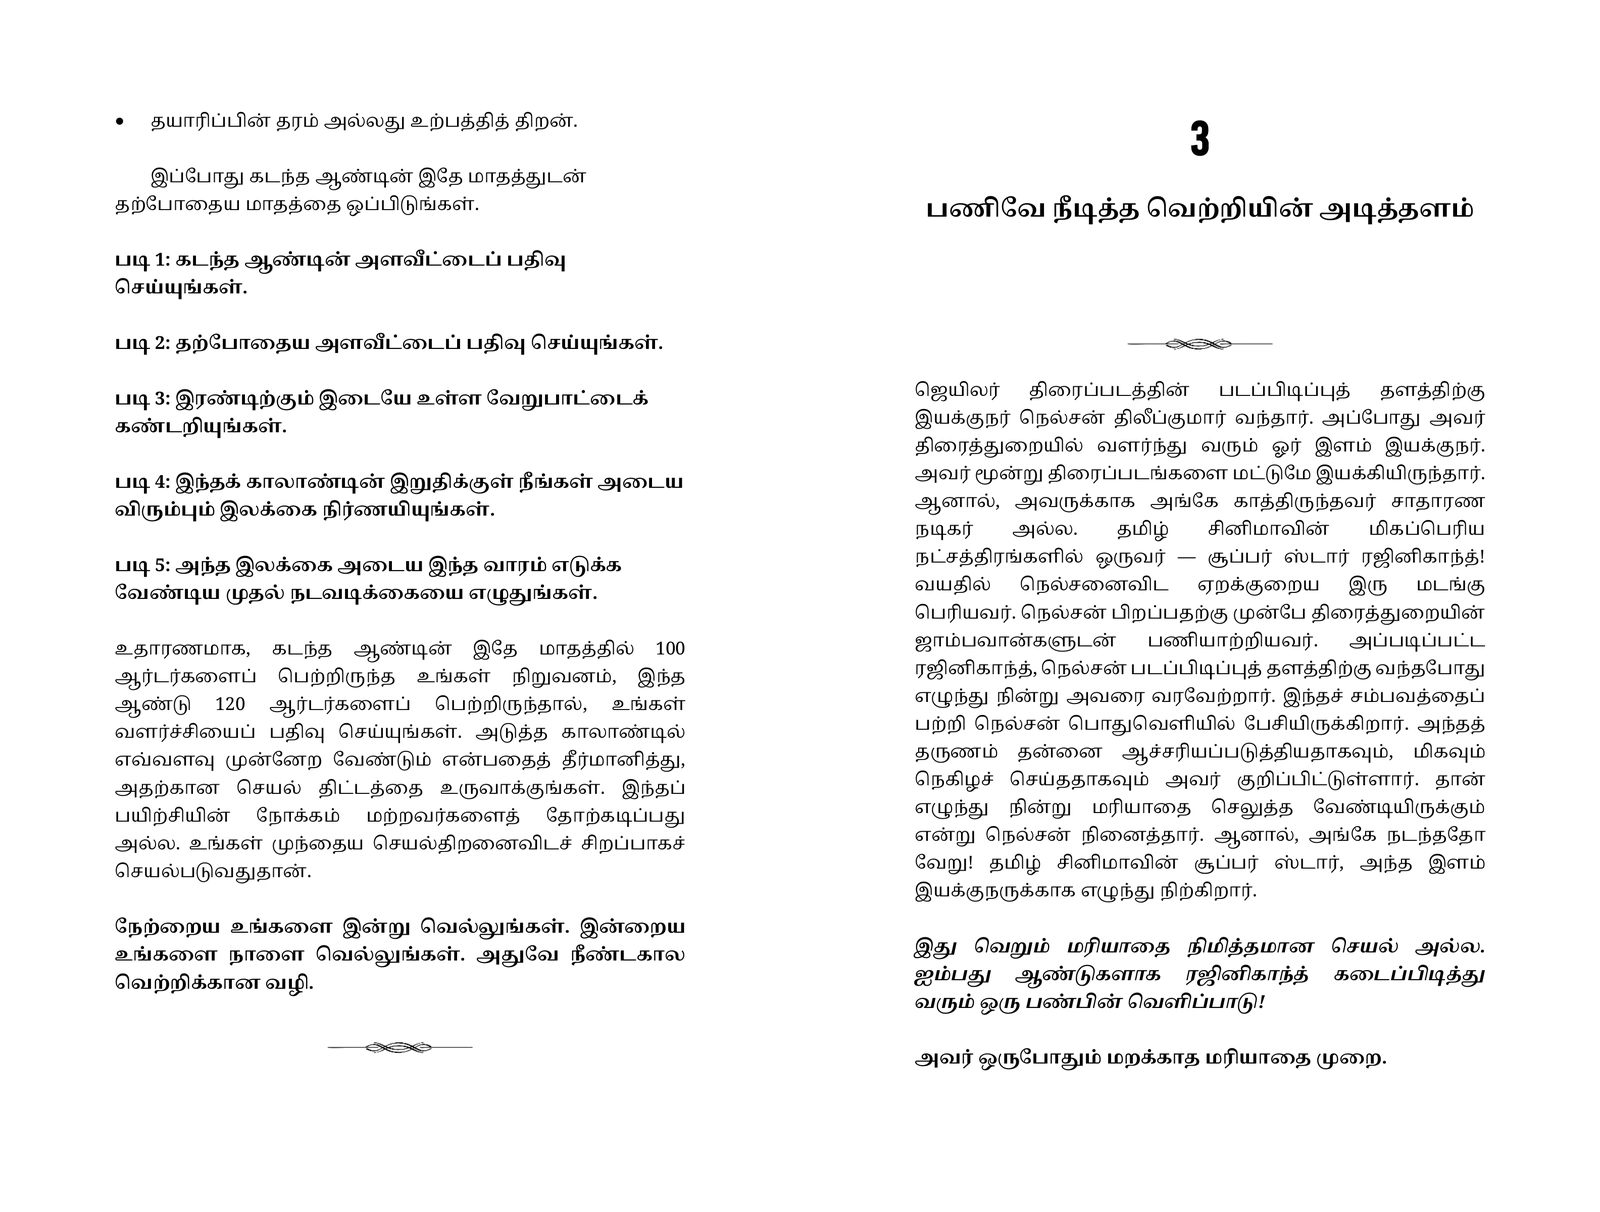 • தயாரிப்பின் தரம் அல்லது உற்பத்தித் திறன்.
இப்போது கடந்த ஆண்டின் இதே மாதத்துடன்
தற்போதைய மாதத்தை ஒப்பிடுங்கள்.
படி 1: கடந்த ஆண்டின் அளவீட்டைப் பதிவு
செய்யுங்கள்.
படி 2: தற்போதைய அளவீட்டைப் பதிவு செய்யுங்கள்.
படி 3: இரண்டிற்கும் இடையே உள்ள வேறுபாட்டைக்
கண்டறியுங்கள்.
படி 4: இந்தக் காலாண்டின் இறுதிக்குள் நீங்கள் அடைய
விரும்பும் இலக்கை நிர்ணயியுங்கள்.
படி 5: அந்த இலக்கை அடைய இந்த வாரம் எடுக்க
வேண்டிய முதல் நடவடிக்கையை எழுதுங்கள்.
உதாரணமாக, கடந்த ஆண்டின் இதே மாதத்தில் 100
ஆர்டர்களைப் பெற்றிருந்த உங்கள் நிறுவனம், இந்த
ஆண்டு 120 ஆர்டர்களைப் பெற்றிருந்தால், உங்கள்
வளர்ச்சியைப் பதிவு செய்யுங்கள். அடுத்த காலாண்டில்
எவ்வளவு முன்னேற வேண்டும் என்பதைத் தீர்மானித்து,
அதற்கான செயல் திட்டத்தை உருவாக்குங்கள். இந்தப்
பயிற்சியின் நோக்கம் மற்றவர்களைத் தோற்கடிப்பது
அல்ல. உங்கள் முந்தைய செயல்திறனைவிடச் சிறப்பாகச்
செயல்படுவதுதான்.
நேற்றைய உங்களை இன்று வெல்லுங்கள். இன்றைய
உங்களை நாளை வெல்லுங்கள். அதுவே நீண்டகால
வெற்றிக்கான வழி.
3
பணிவே நீடித்த வெற்றியின் அடித்தளம்
ஜெயிலர் திரைப்படத்தின் படப்பிடிப்புத் தளத்திற்கு
இயக்குநர் நெல்சன் திலீப்குமார் வந்தார். அப்போது அவர்
திரைத்துறையில் வளர்ந்து வரும் ஓர் இளம் இயக்குநர்.
அவர் மூன்று திரைப்படங்களை மட்டுமே இயக்கியிருந்தார்.
ஆனால், அவருக்காக அங்கே காத்திருந்தவர் சாதாரண
நடிகர் அல்ல. தமிழ் சினிமாவின் மிகப்பெரிய
நட்சத்திரங்களில் ஒருவர் — சூப்பர் ஸ்டார் ரஜினிகாந்த்!
வயதில் நெல்சனைவிட ஏறக்குறைய இரு மடங்கு
பெரியவர். நெல்சன் பிறப்பதற்கு முன்பே திரைத்துறையின்
ஜாம்பவான்களுடன் பணியாற்றியவர். அப்படிப்பட்ட
ரஜினிகாந்த், நெல்சன் படப்பிடிப்புத் தளத்திற்கு வந்தபோது
எழுந்து நின்று அவரை வரவேற்றார். இந்தச் சம்பவத்தைப்
பற்றி நெல்சன் பொதுவெளியில் பேசியிருக்கிறார். அந்தத்
தருணம் தன்னை ஆச்சரியப்படுத்தியதாகவும், மிகவும்
நெகிழச் செய்ததாகவும் அவர் குறிப்பிட்டுள்ளார். தான்
எழுந்து நின்று மரியாதை செலுத்த வேண்டியிருக்கும்
என்று நெல்சன் நினைத்தார். ஆனால், அங்கே நடந்ததோ
வேறு! தமிழ் சினிமாவின் சூப்பர் ஸ்டார், அந்த இளம்
இயக்குநருக்காக எழுந்து நிற்கிறார்.
இது வெறும் மரியாதை நிமித்தமான செயல் அல்ல.
ஐம்பது ஆண்டுகளாக ரஜினிகாந்த் கடைப்பிடித்து
வரும் ஒரு பண்பின் வெளிப்பாடு!
அவர் ஒருபோதும் மறக்காத மரியாதை முறை.